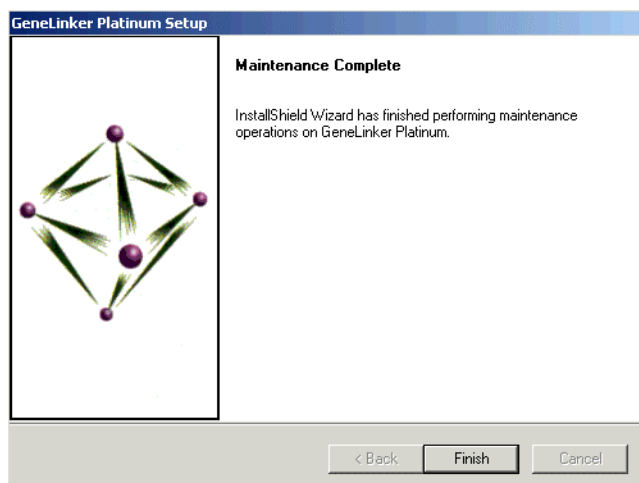 GeneLinker Platinum Setup
Maintenance Complete
InstallShield Wizard has finished performing maintenance
operations on GeneLinker Platinum.
< Back
Finish
Cancel